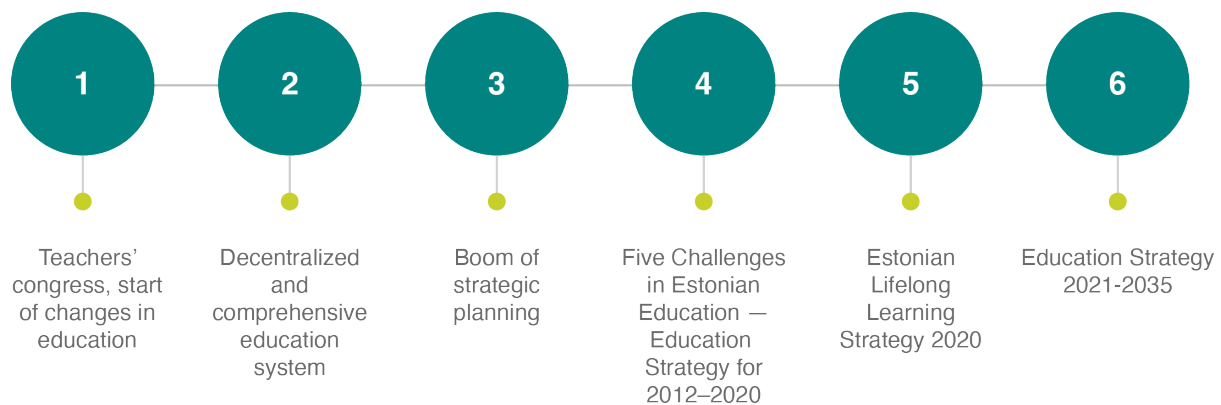 1
2
3
4
5
6
Teachers’
congress, start
of changes in
education
Decentralized
and
comprehensive
education
system
Boom of
strategic
planning
Five Challenges
in Estonian
Education —
Education
Strategy for
2012–2020
Estonian
Lifelong
Learning
Strategy 2020
Education Strategy
2021-2035